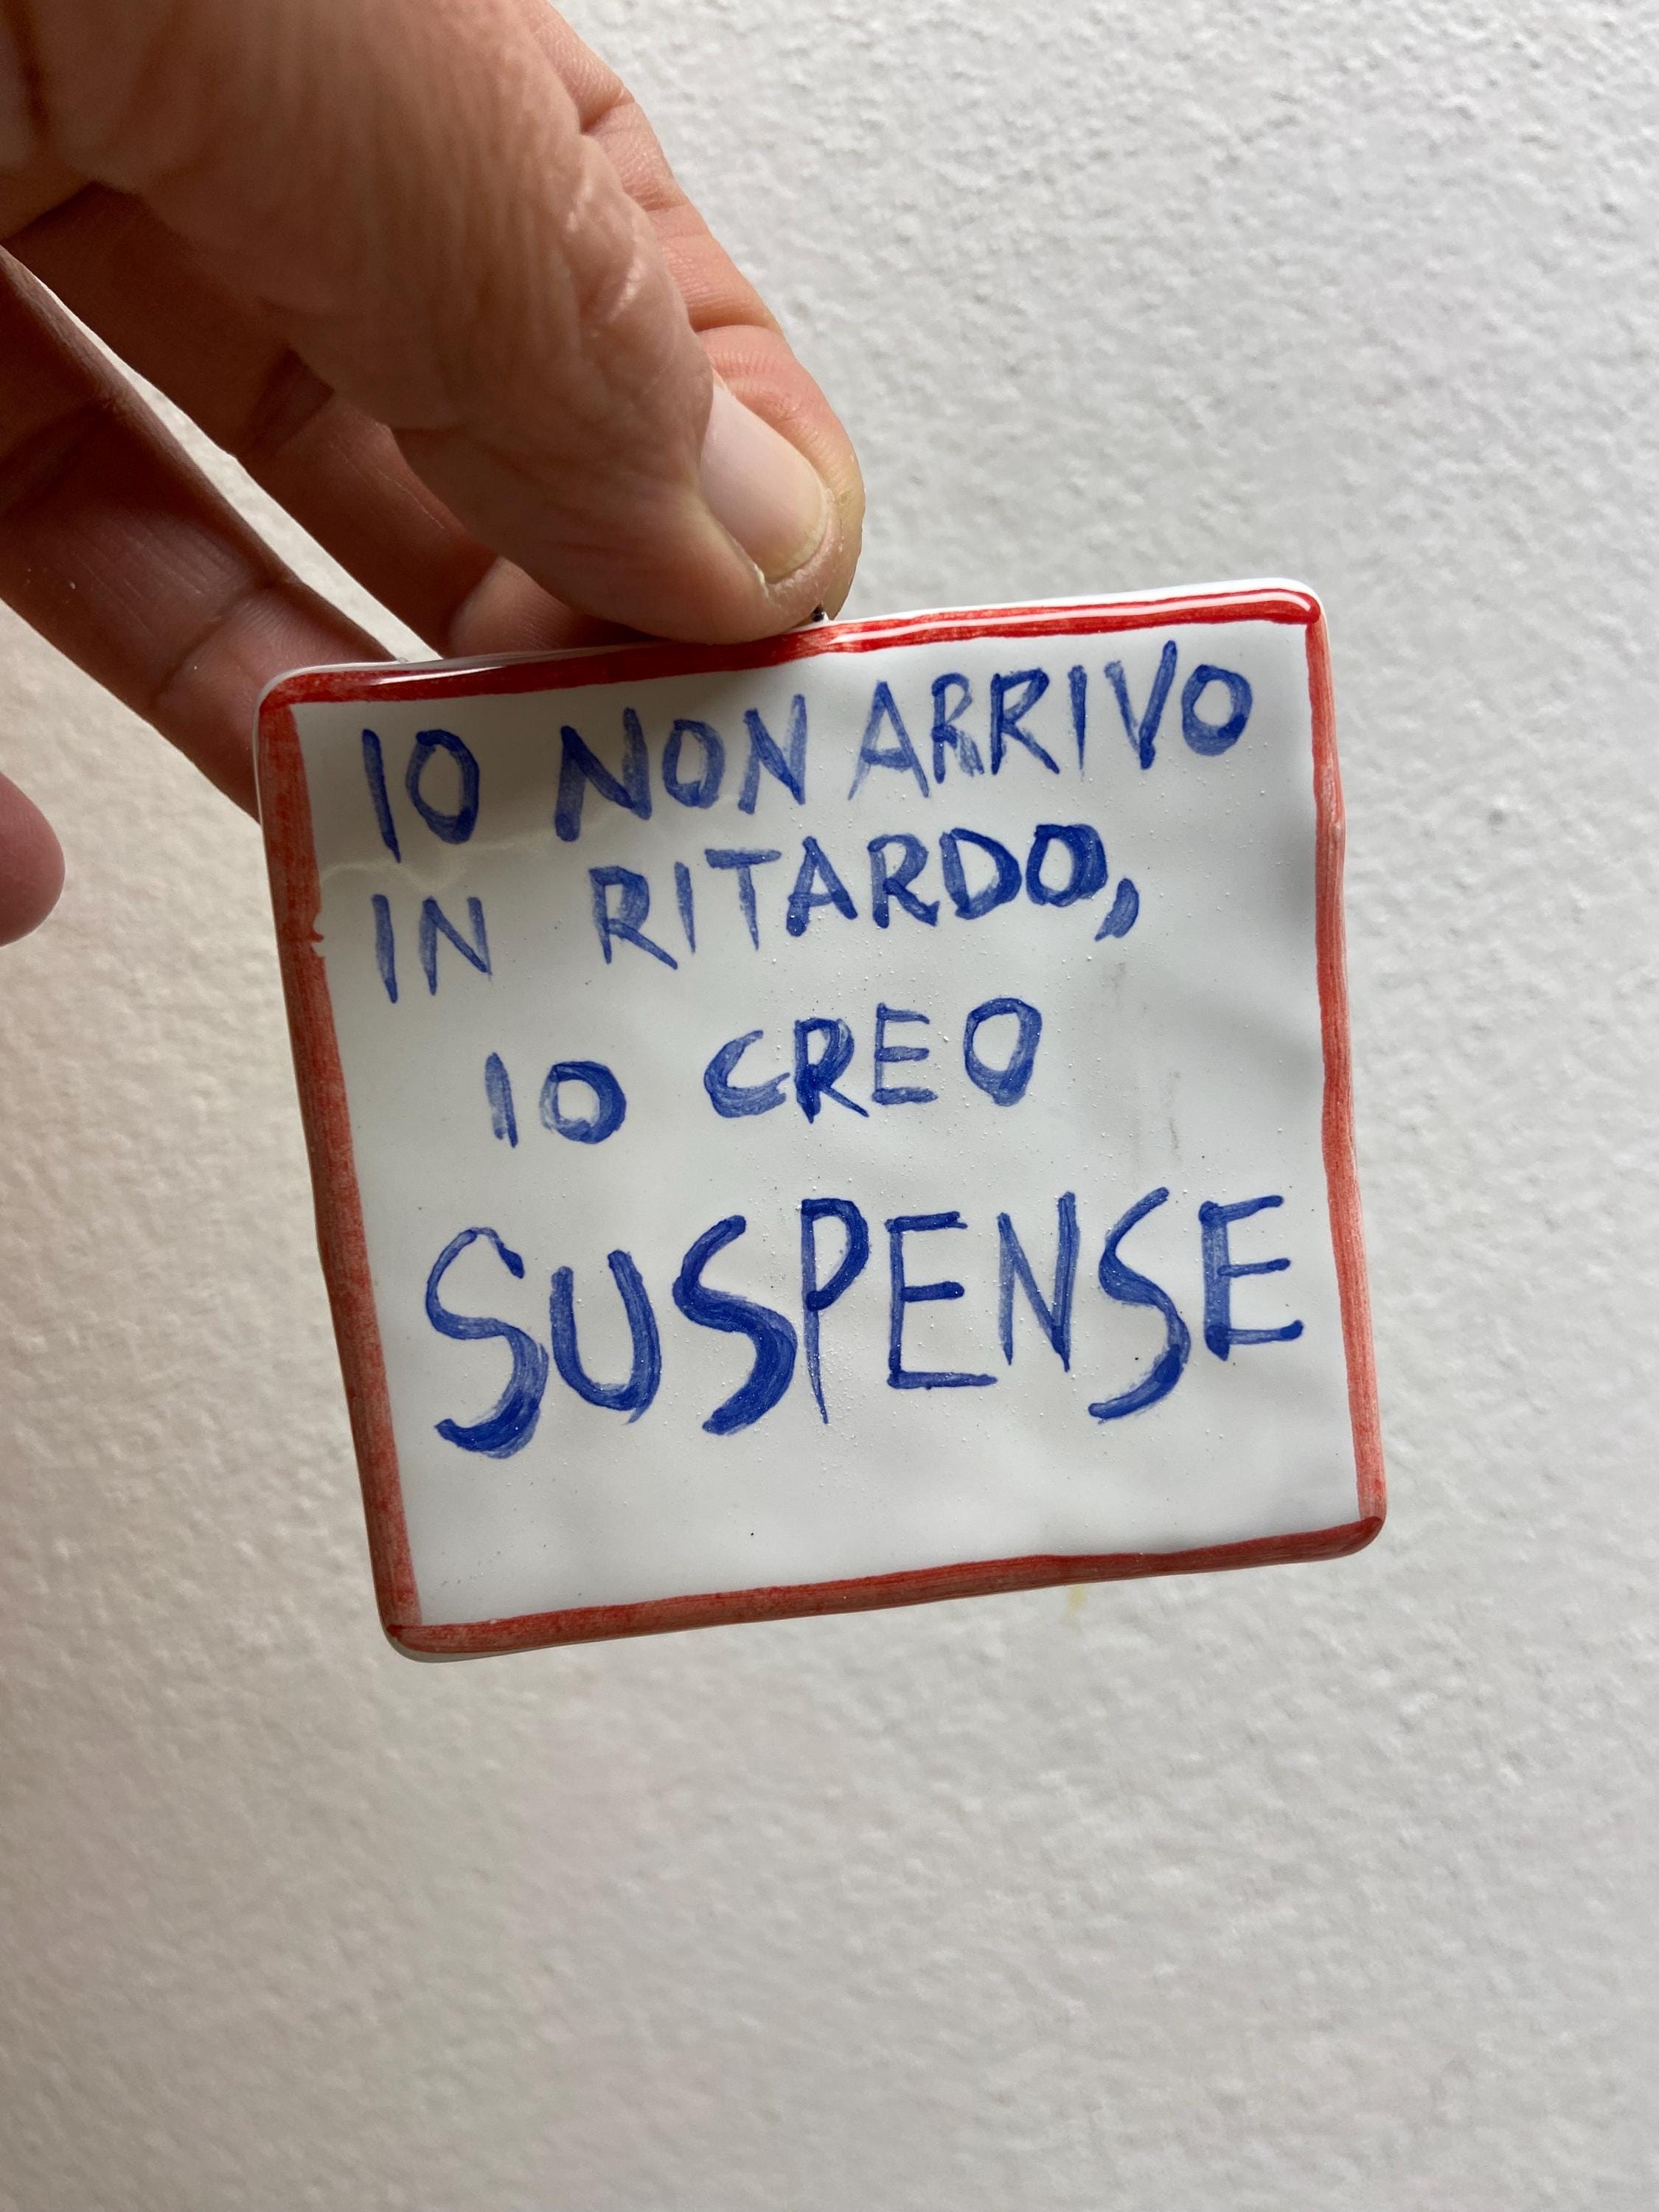 IO NON ARRIVO
IN RITARDO,
IO CREO
SUSPENSE